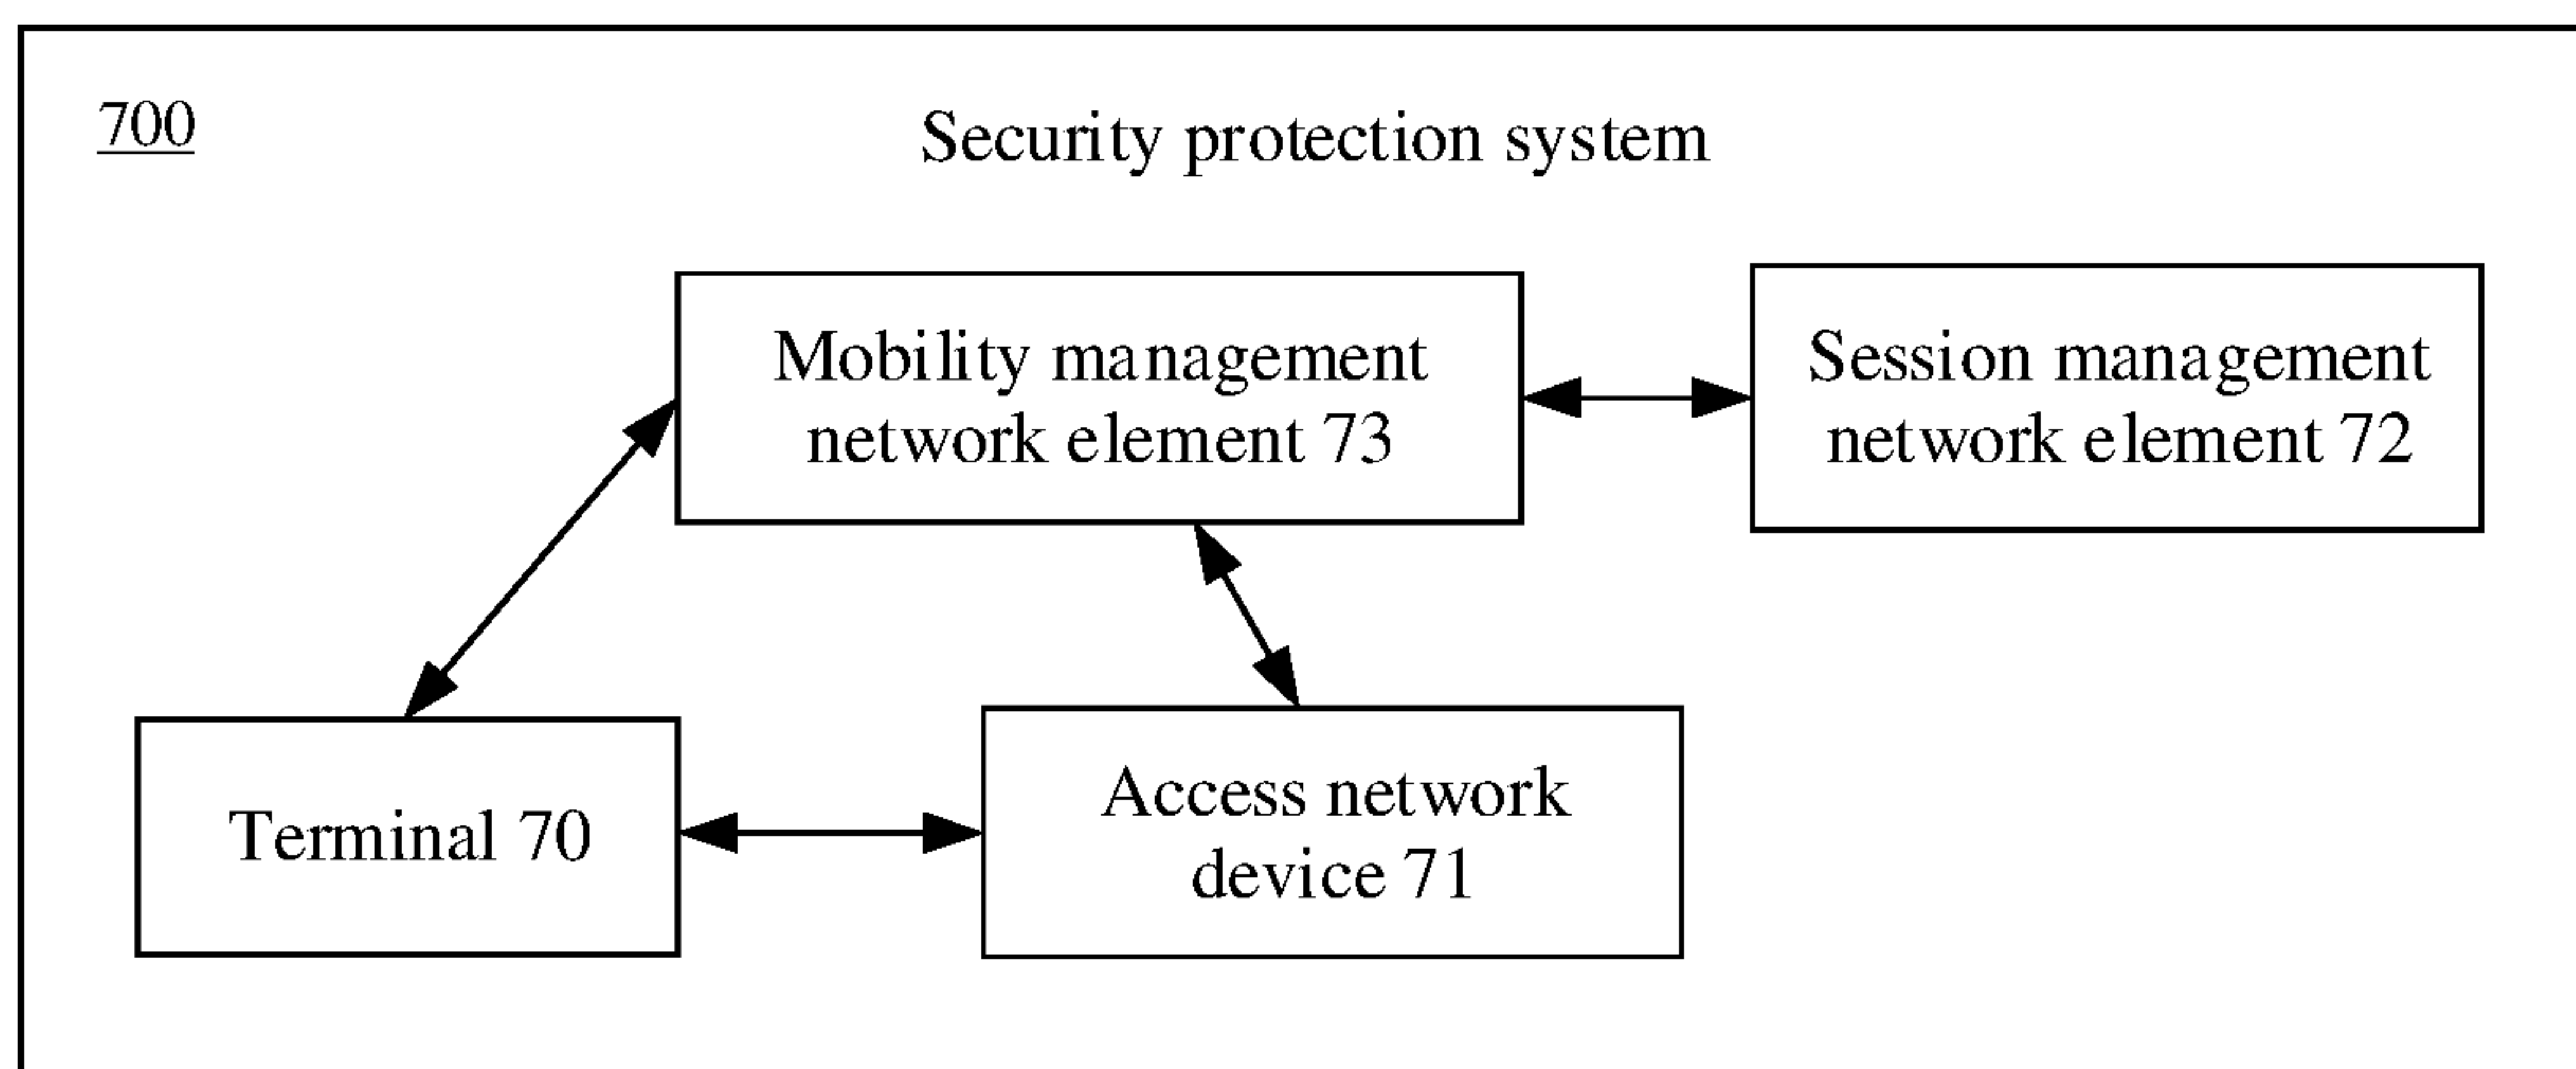 700
Security protection system
Mobility management
network element 73
Session management
network element 72
Terminal 70
Access network
device 71